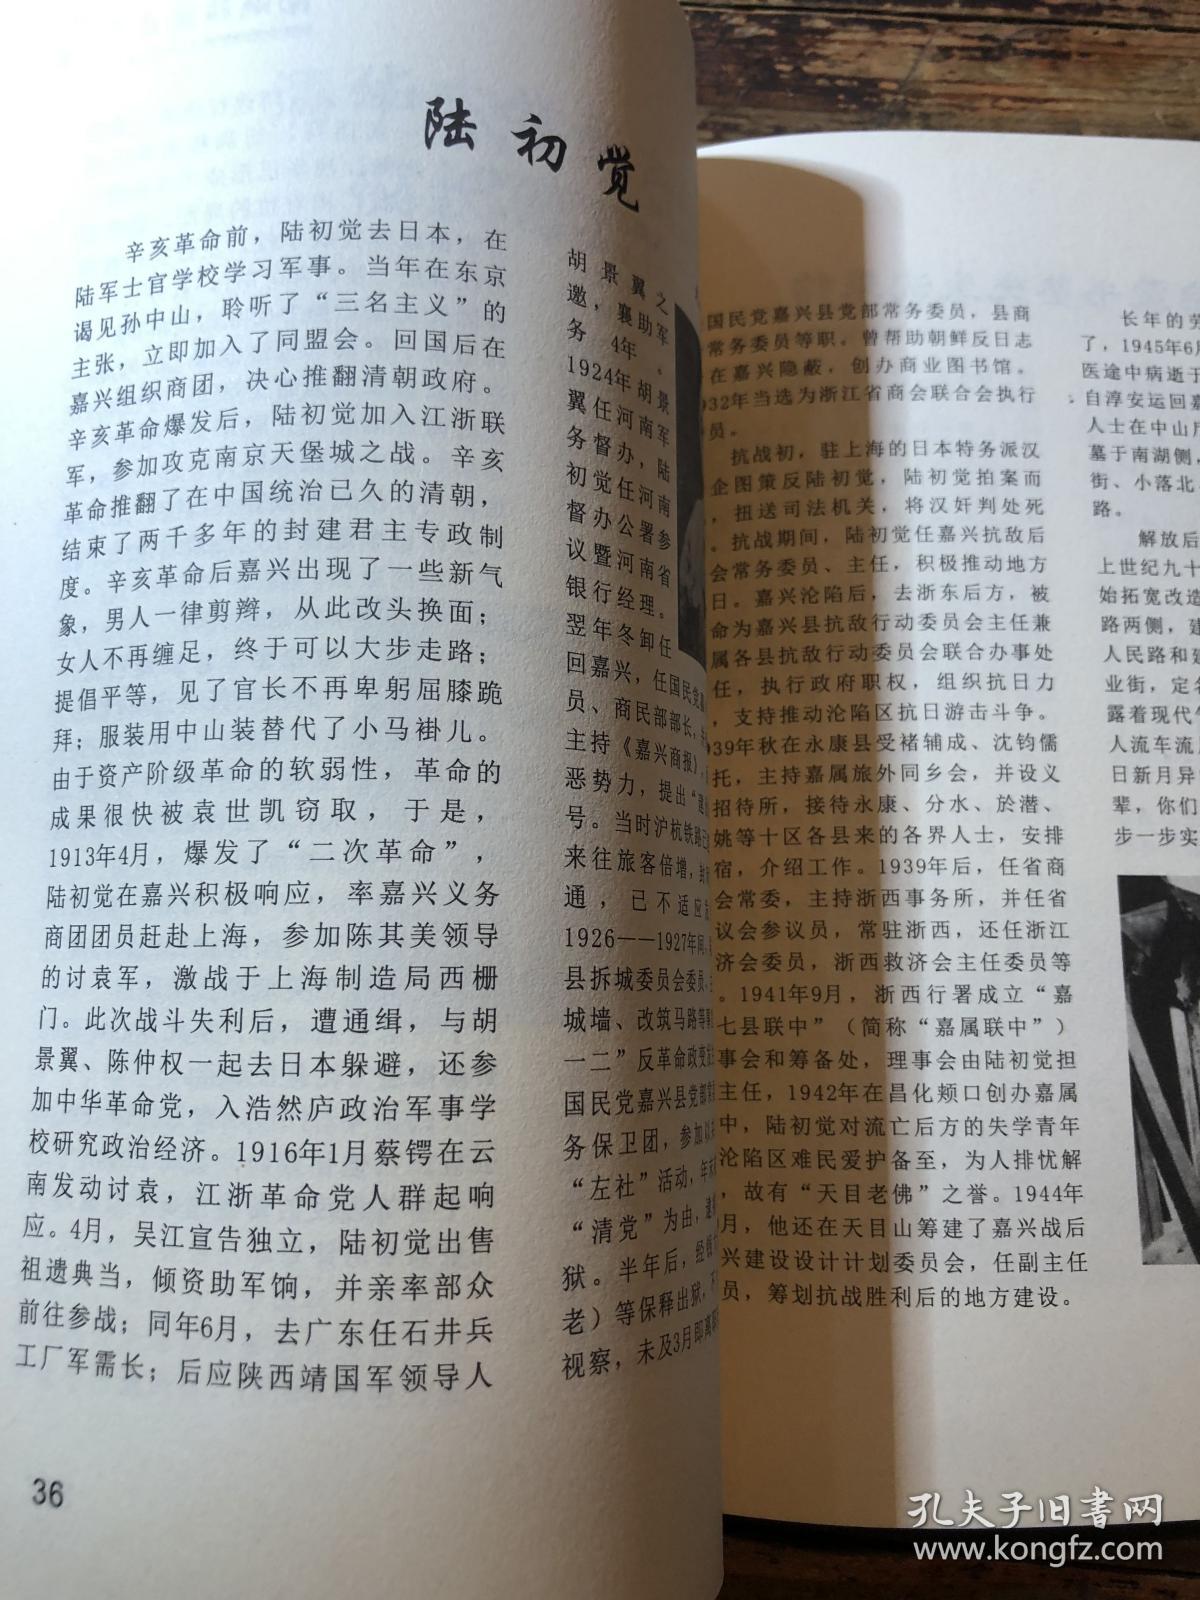 陆初觉
辛亥革命前，陆初觉去日本，在
陆军士官学校学习军事。当年在东京
谒见孙中山，聆听了“三名主义”的
主张，立即加入了同盟会。回国后在
嘉兴组织商团，决心推翻清朝政府。
辛亥革命爆发后，陆初觉加入江浙联
军，参加攻克南京天堡城之战。辛亥
革命推翻了在中国统治已久的清朝，
结束了两千多年的封建君主专政制
度。辛亥革命后嘉兴出现了一些新气
象，男人一律剪辫，从此改头换面；
女人不再缠足，终于可以大步走路；
提倡平等，见了官长不再卑躬屈膝跪
拜；服装用中山装替代了小马褂儿。
由于资产阶级革命的软弱性，革命的
成果很快被袁世凯窃取，于是，
1913年4月，爆发了“二次革命”，
陆初觉在嘉兴积极响应，率嘉兴义务
商团团员赶赴上海，参加陈其美领导
的讨袁军，激战于上海制造局西栅
门。此次战斗失利后，遭通缉，与胡
景翼、陈仲权一起去日本躲避，还参
加中华革命党，入浩然庐政治军事学
校研究政治经济。1916年1月蔡锷在云
南发动讨袁，江浙革命党人群起响
应。4月，吴江宣告独立，陆初觉出售
祖遗典当，倾资助军饷，并亲率部众
前往参战；同年6月，去广东任石井兵
工厂军需长；后应陕西靖国军领导人
胡景翼之
邀，襄助军
务4年。
1924年胡景
翼任河南军
务督办，陆
初觉任河南
督办公署参
议暨河南省
银行经理。
翌年冬卸任
回嘉兴，任国民党
员、商民部部长，
主持《嘉兴商报》，
恶势力，提出“
号。当时沪杭铁路
来往旅客倍增，
通，已不适应
1926——1927年间，
县拆城委员会委员、
城墙、改筑马路等
一二”反革命政变
国民党嘉兴县党部
务保卫团，参加
“左社”活动，年
“清党”为由，
狱。半年后，经
老）等保释出狱，
视察，未及3月即离
36
国民党嘉兴县党部常务委员，县商
常务委员等职。曾帮助朝鲜反日志
在嘉兴隐蔽，创办商业图书馆。
32年当选为浙江省商会联合会执行
员。
抗战初，驻上海的日本特务派汉
企图策反陆初觉，陆初觉拍案而
，扭送司法机关，将汉奸判处死
。抗战期间，陆初觉任嘉兴抗敌后
会常务委员、主任，积极推动地方
日。嘉兴沦陷后，去浙东后方，被
命为嘉兴县抗敌行动委员会主任兼
属各县抗敌行动委员会联合办事处
任，执行政府职权，组织抗日力
，支持推动沦陷区抗日游击斗争。
39年秋在永康县受褚辅成、沈钧儒
托，主持嘉属旅外同乡会，并设义
招待所，接待永康、分水、於潜、
姚等十区各县来的各界人士，安排
宿，介绍工作。1939年后，任省商
会常委，主持浙西事务所，并任省
议会参议员，常驻浙西，还任浙江
济会委员，浙西救济会主任委员等
。1941年9月，浙西行署成立“嘉
七县联中”（简称“嘉属联中”）
事会和筹备处，理事会由陆初觉担
主任，1942年在昌化颊口创办嘉属
中，陆初觉对流亡后方的失学青年
沦陷区难民爱护备至，为人排忧解
，故有“天目老佛”之誉。1944年
月，他还在天目山筹建了嘉兴战后
兴建设设计计划委员会，任副主任
员，筹划抗战胜利后的地方建设。
长年的劳
了，1945年6月
医途中病逝于
自淳安运回嘉
人士在中山
墓于南湖侧，
街、小落北
路。
解放后
上世纪九十
始拓宽改造
路两侧，建
人民路和
业街，定名
露着现代
人流车流
日新月异
辈，你们
步一步实
孔夫子旧书网
www.kongfz.com